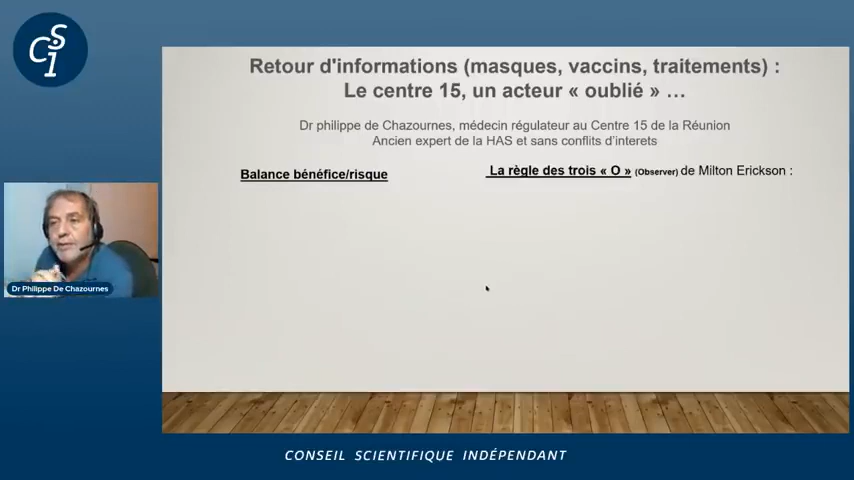 CSI
Retour d'informations (masques, vaccins, traitements) :
Le centre 15, un acteur « oublié » …
Dr philippe de Chazournes, médecin régulateur au Centre 15 de la Réunion
Ancien expert de la HAS et sans conflits d'interets
Balance bénéfice/risque
La règle des trois « O » (Observer) de Milton Erickson :
Dr Philippe De Chazournes
CONSEIL SCIENTIFIQUE INDÉPENDANT